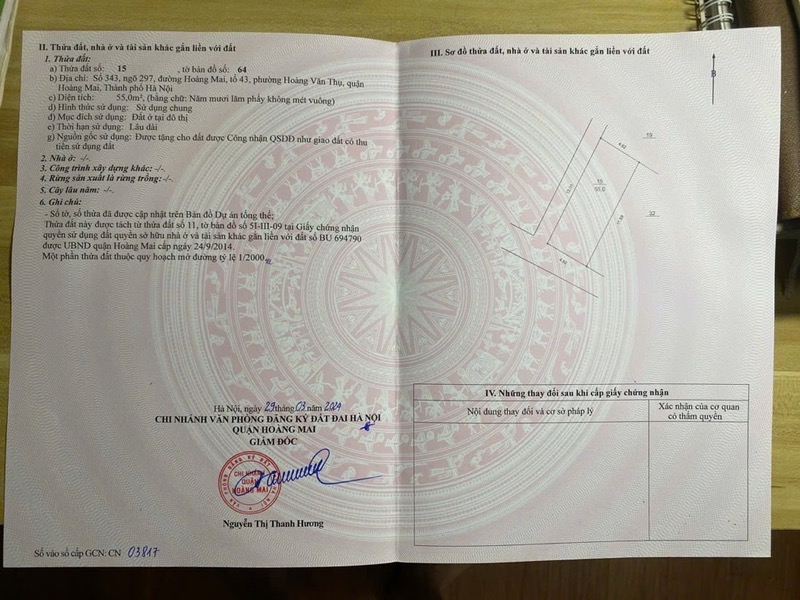 II. Thửa đất, nhà ở và tài sản khác gắn liền với đất
1. Thửa đất:
a) Thửa đất số: 15 , tờ bản đồ số: 64
b) Địa chỉ: Số 343, ngõ 297, đường Hoàng Mai, tổ 43, phường Hoàng Văn Thụ, quận
Hoàng Mai, Thành phố Hà Nội
c) Diện tích: 55,0m², (bằng chữ: Năm mươi lăm phẩy không mét vuông)
d) Hình thức sử dụng: Sử dụng chung
đ) Mục đích sử dụng: Đất ở tại đô thị
e) Thời hạn sử dụng: Lâu dài
g) Nguồn gốc sử dụng: Được tặng cho đất được Công nhận QSDĐ như giao đất có thu
tiền sử dụng đất
2. Nhà ở: -/-.
3. Công trình xây dựng khác: -/-.
4. Rừng sản xuất là rừng trồng: -/-.
5. Cây lâu năm: -/-.
6. Ghi chú:
- Số tờ, số thửa đã được cập nhật trên Bản đồ Dự án tổng thể;
Thửa đất này được tách từ thửa đất số 11, tờ bản đồ số 5I-III-09 tại Giấy chứng nhận
quyền sử dụng đất quyền sở hữu nhà ở và tài sản khác gắn liền với đất số BU 694790
được UBND quận Hoàng Mai cấp ngày 24/9/2014.
Một phần thửa đất thuộc quy hoạch mở đường tỷ lệ 1/2000.
Hà Nội, ngày 29 tháng 03 năm 2024
CHI NHÁNH VĂN PHÒNG ĐĂNG KÝ ĐẤT ĐAI HÀ NỘI
QUẬN HOÀNG MAI
GIÁM ĐỐC
CHI NHÁNH
QUẬN
HOÀNG MAI
Nguyễn Thị Thanh Hương
Số vào sổ cấp GCN: CN 03817
III. Sơ đồ thửa đất, nhà ở và tài sản khác gắn liền với đất
B
19
4.62
15
55.0
32
IV. Những thay đổi sau khi cấp giấy chứng nhận
Nội dung thay đổi và cơ sở pháp lý
Xác nhận của cơ quan
có thẩm quyền